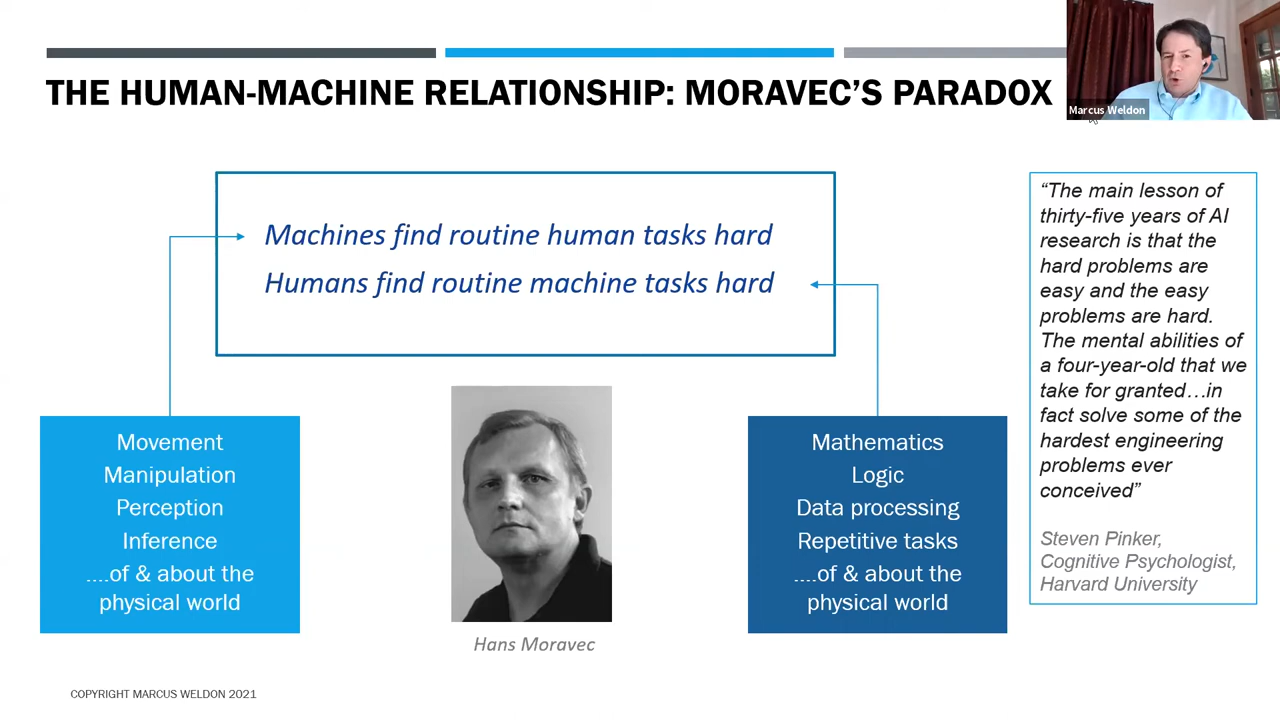 THE HUMAN-MACHINE RELATIONSHIP: MORAVEC'S PARADOX
Marcus Weldon
Machines find routine human tasks hard
Humans find routine machine tasks hard
Movement
Manipulation
Perception
Inference
....of & about the
physical world
Hans Moravec
Mathematics
Logic
Data processing
Repetitive tasks
....of & about the
physical world
“The main lesson of
thirty-five years of AI
research is that the
hard problems are
easy and the easy
problems are hard.
The mental abilities of
a four-year-old that we
take for granted…in
fact solve some of the
hardest engineering
problems ever
conceived”
Steven Pinker,
Cognitive Psychologist,
Harvard University
COPYRIGHT MARCUS WELDON 2021